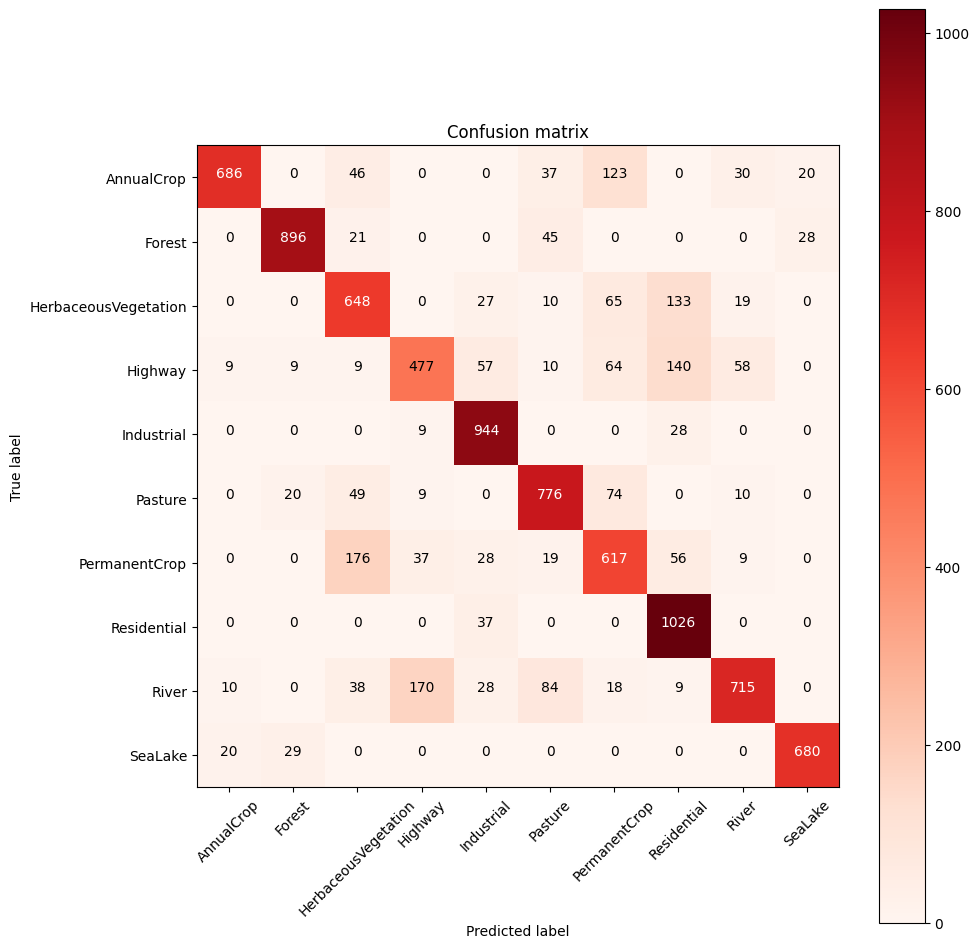 Confusion matrix
1000
800
600
400
200
0
True label
AnnualCrop 686 0 46 0 0 37 123 0 30 20
Forest 0 896 21 0 0 45 0 0 0 28
HerbaceousVegetation 0 0 648 0 27 10 65 133 19 0
Highway 9 9 9 477 57 10 64 140 58 0
Industrial 0 0 0 9 944 0 0 28 0 0
Pasture 0 20 49 9 0 776 74 0 10 0
PermanentCrop 0 0 176 37 28 19 617 56 9 0
Residential 0 0 0 0 37 0 0 1026 0 0
River 10 0 38 170 28 84 18 9 715 0
SeaLake 20 29 0 0 0 0 0 0 0 680
AnnualCrop Forest HerbaceousVegetation Highway Industrial Pasture PermanentCrop Residential River SeaLake
Predicted label